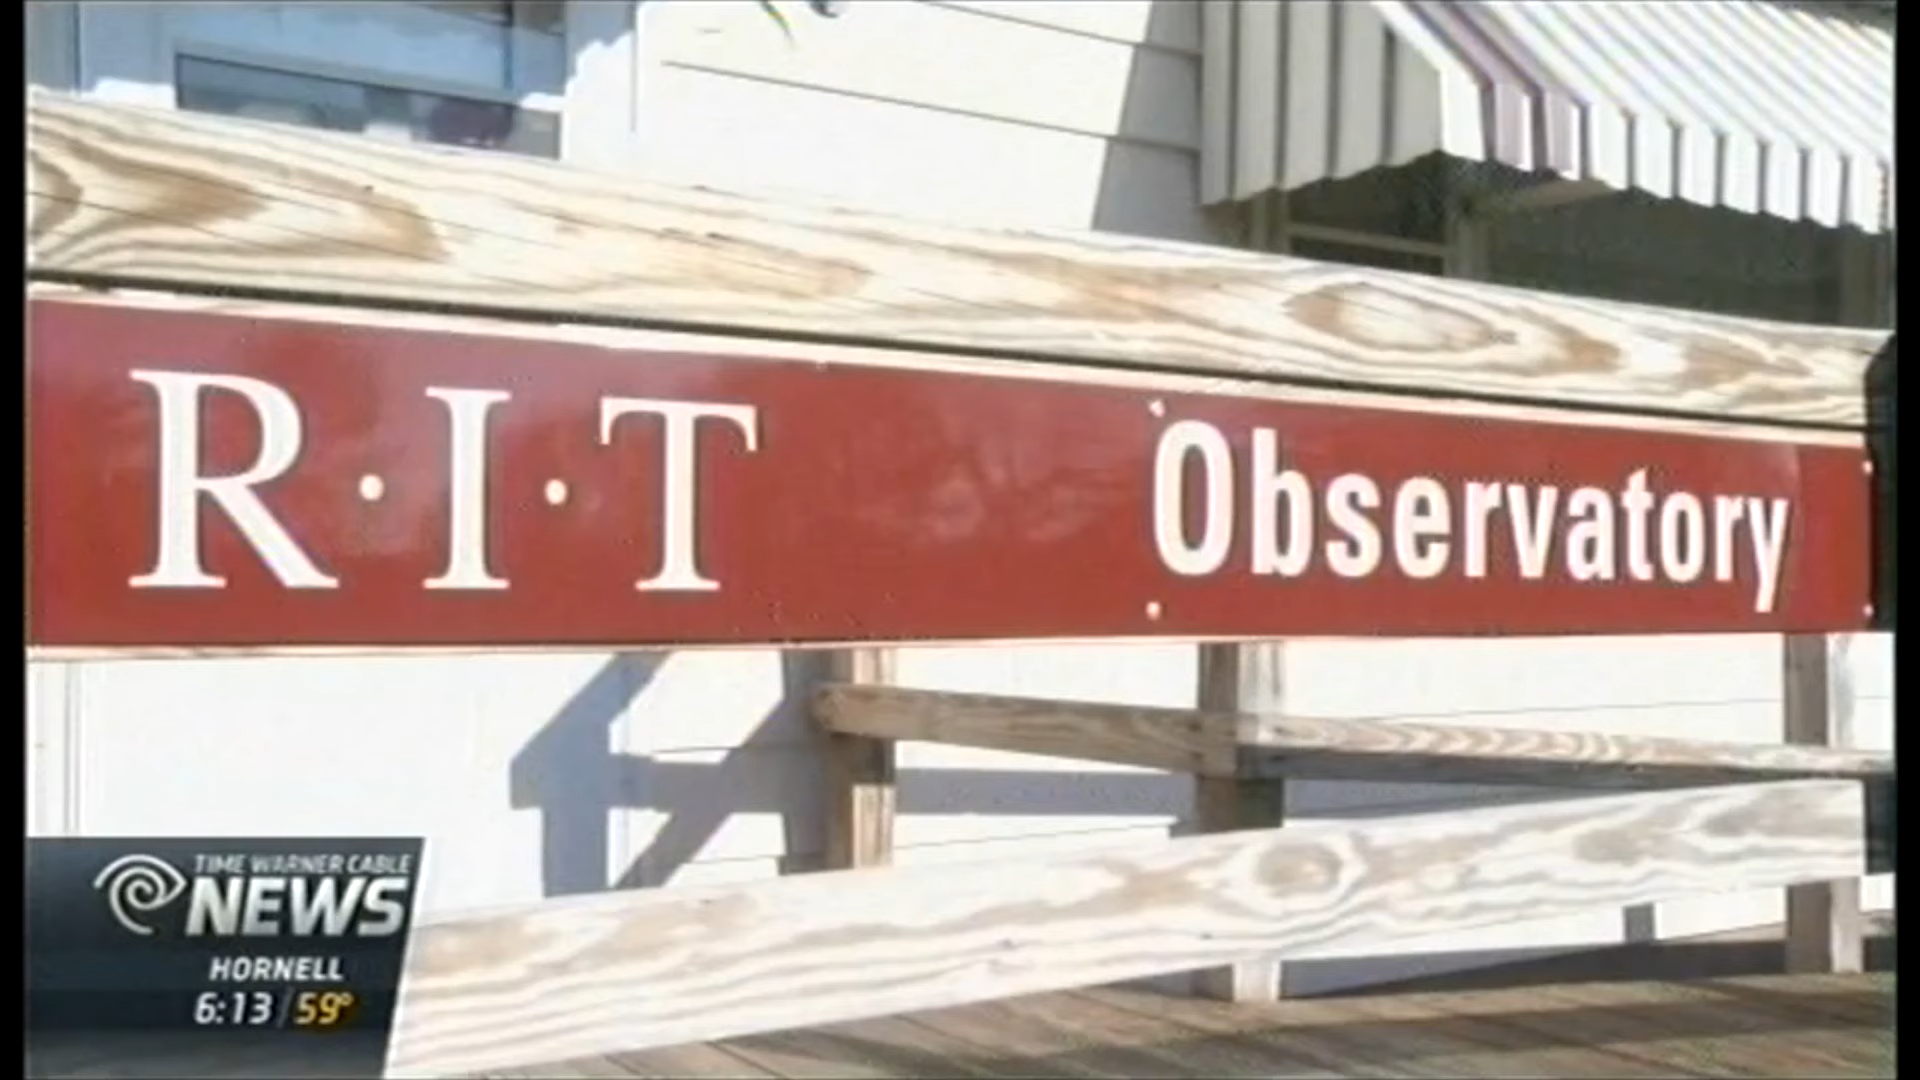 R·I·T Observatory
TIME WARNER CABLE
NEWS
HORNELL
6:13/59°